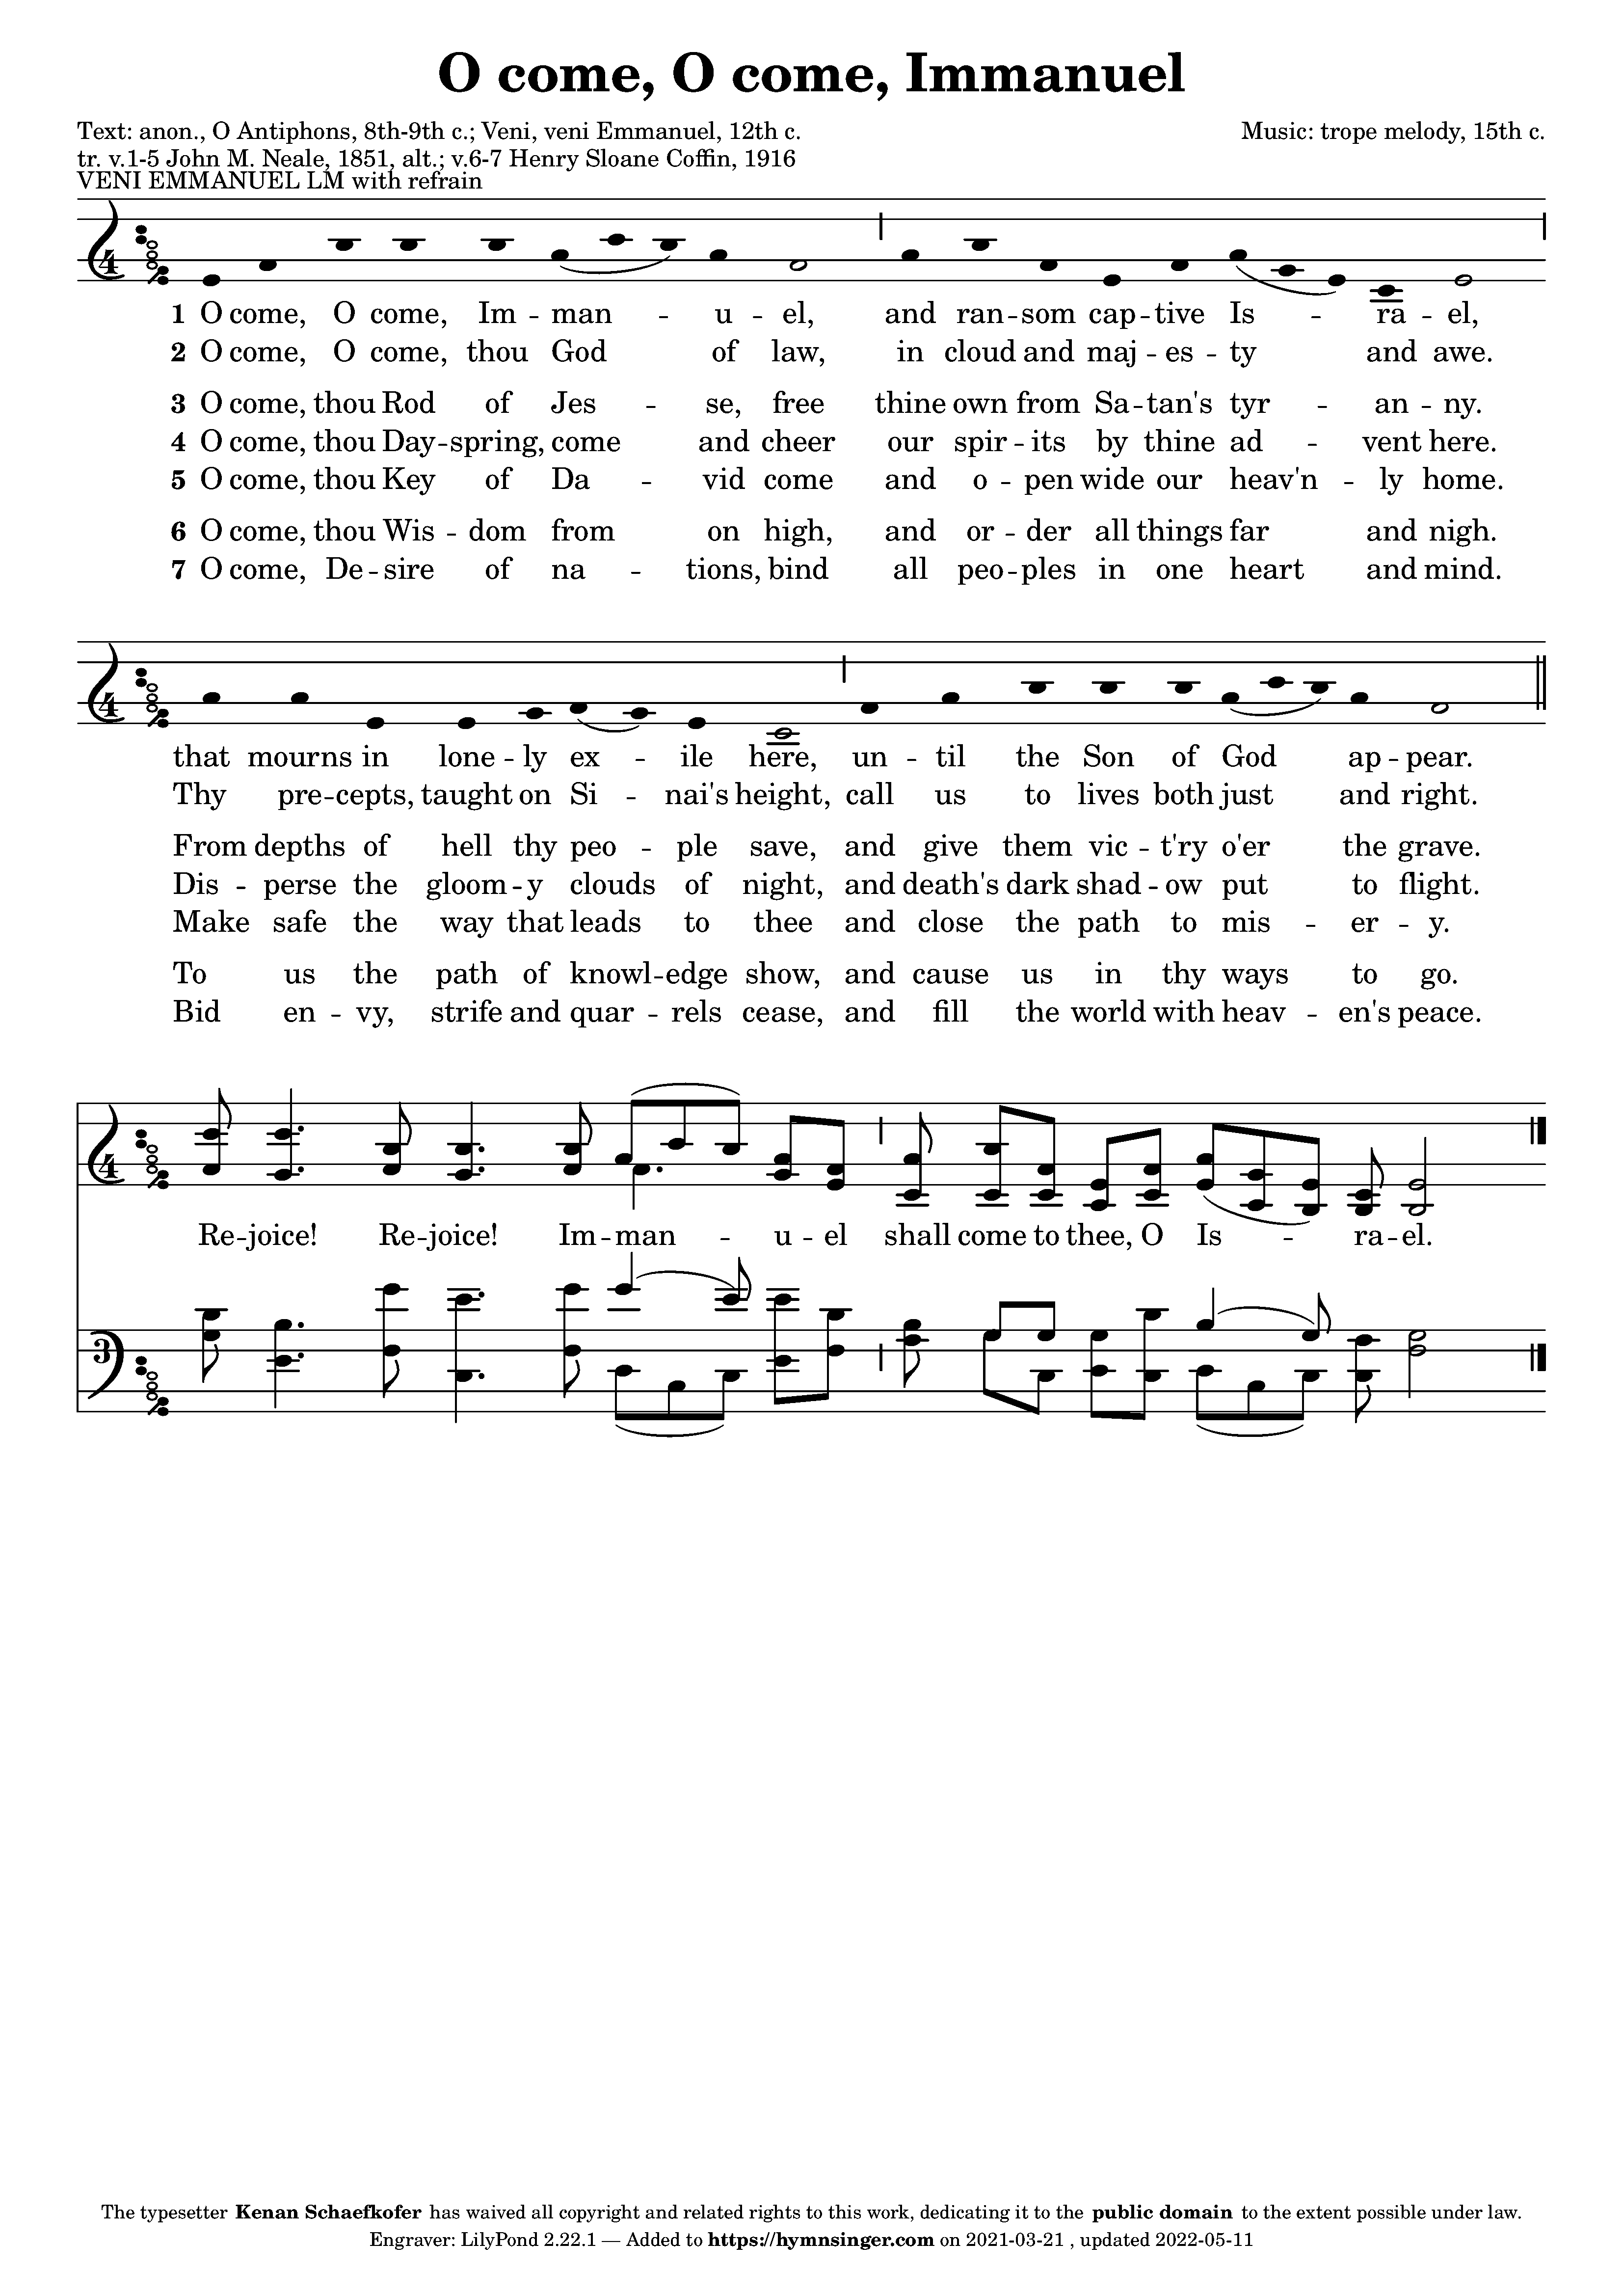 O come, O come, Immanuel
Text: anon., O Antiphons, 8th-9th c.; Veni, veni Emmanuel, 12th c.
Music: trope melody, 15th c.
tr. v.1-5 John M. Neale, 1851, alt.; v.6-7 Henry Sloane Coffin, 1916
VENI EMMANUEL LM with refrain
4
1 O come, O come, Im - man - u - el, and ran - som cap - tive Is - ra - el,
2 O come, O come, thou God of law, in cloud and maj - es - ty and awe.
3 O come, thou Rod of Jes - se, free thine own from Sa - tan's tyr - an - ny.
4 O come, thou Day - spring, come and cheer our spir - its by thine ad - vent here.
5 O come, thou Key of Da - vid come and o - pen wide our heav'n - ly home.
6 O come, thou Wis - dom from on high, and or - der all things far and nigh.
7 O come, De - sire of na - tions, bind all peo - ples in one heart and mind.
4
that mourns in lone - ly ex - ile here, un - til the Son of God ap - pear.
Thy pre - cepts, taught on Si - nai's height, call us to lives both just and right.
From depths of hell thy peo - ple save, and give them vic - t'ry o'er the grave.
Dis - perse the gloom - y clouds of night, and death's dark shad - ow put to flight.
Make safe the way that leads to thee and close the path to mis - er - y.
To us the path of knowl - edge show, and cause us in thy ways to go.
Bid en - vy, strife and quar - rels cease, and fill the world with heav - en's peace.
4
Re - joice! Re - joice! Im - man - u - el shall come to thee, O Is - ra - el.
3
The typesetter Kenan Schaefkofer has waived all copyright and related rights to this work, dedicating it to the public domain to the extent possible under law.
Engraver: LilyPond 2.22.1 — Added to https://hymnsinger.com on 2021-03-21 , updated 2022-05-11